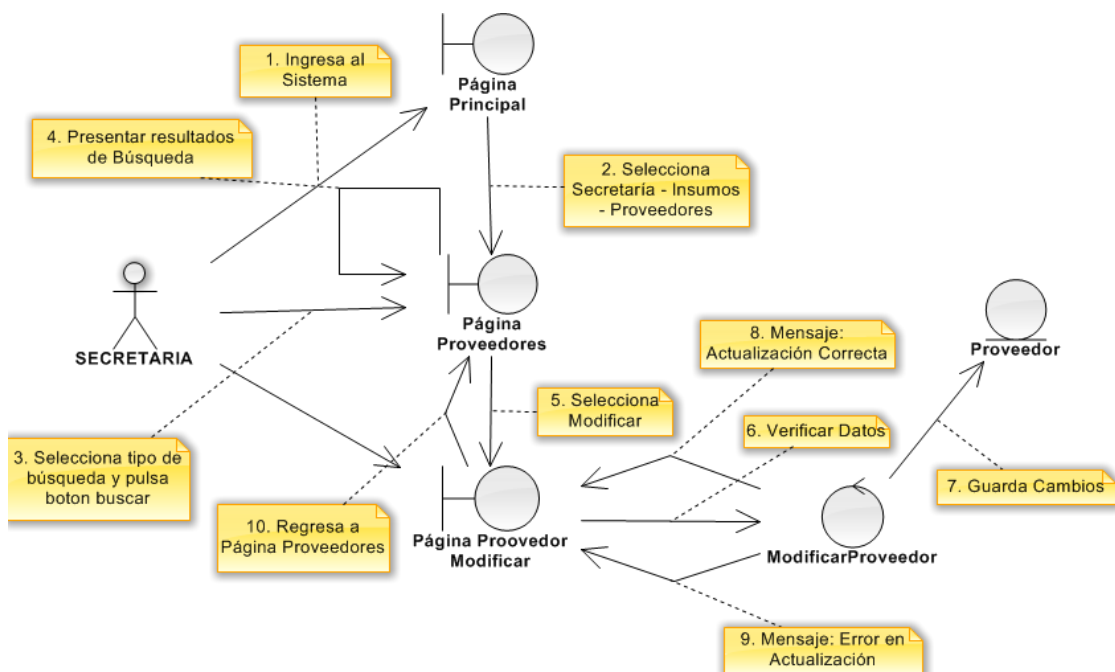 1. Ingresa al
Sistema
Página
Principal
4. Presentar resultados
de Búsqueda
2. Selecciona
Secretaría - Insumos
- Proveedores
SECRETARIA
Página
Proveedores
8. Mensaje:
Actualización Correcta
Proveedor
5. Selecciona
Modificar
6. Verificar Datos
3. Selecciona tipo de
búsqueda y pulsa
boton buscar
7. Guarda Cambios
10. Regresa a
Página Proveedores
Página Proovedor
Modificar
ModificarProveedor
9. Mensaje: Error en
Actualización